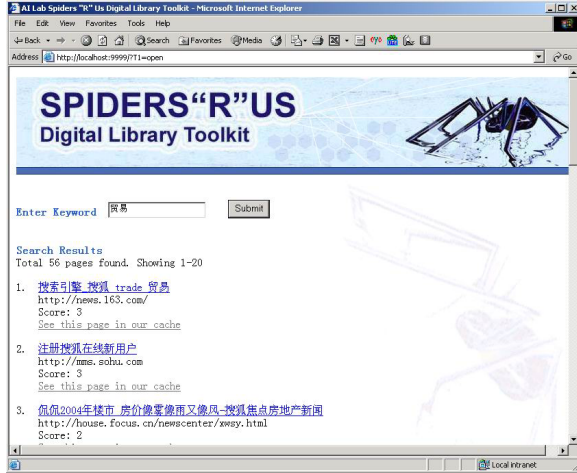 AI Lab Spiders "R" Us Digital Library Toolkit - Microsoft Internet Explorer
File Edit View Favorites Tools Help
Back Search Favorites Media
Address http://localhost:9999/?T1=open Go
SPIDERS“R”US
Digital Library Toolkit
Enter Keyword 贸易 Submit
Search Results
Total 56 pages found. Showing 1-20
1. 搜索引擎_搜狐 trade 贸易
http://news.163.com/
Score: 3
See this page in our cache
2. 注册搜狐在线新用户
http://mms.sohu.com
Score: 3
See this page in our cache
3. 侃侃2004年楼市 房价像雾像雨又像风-搜狐焦点房地产新闻
http://house.focus.cn/newscenter/xwsy.html
Score: 2
Local intranet